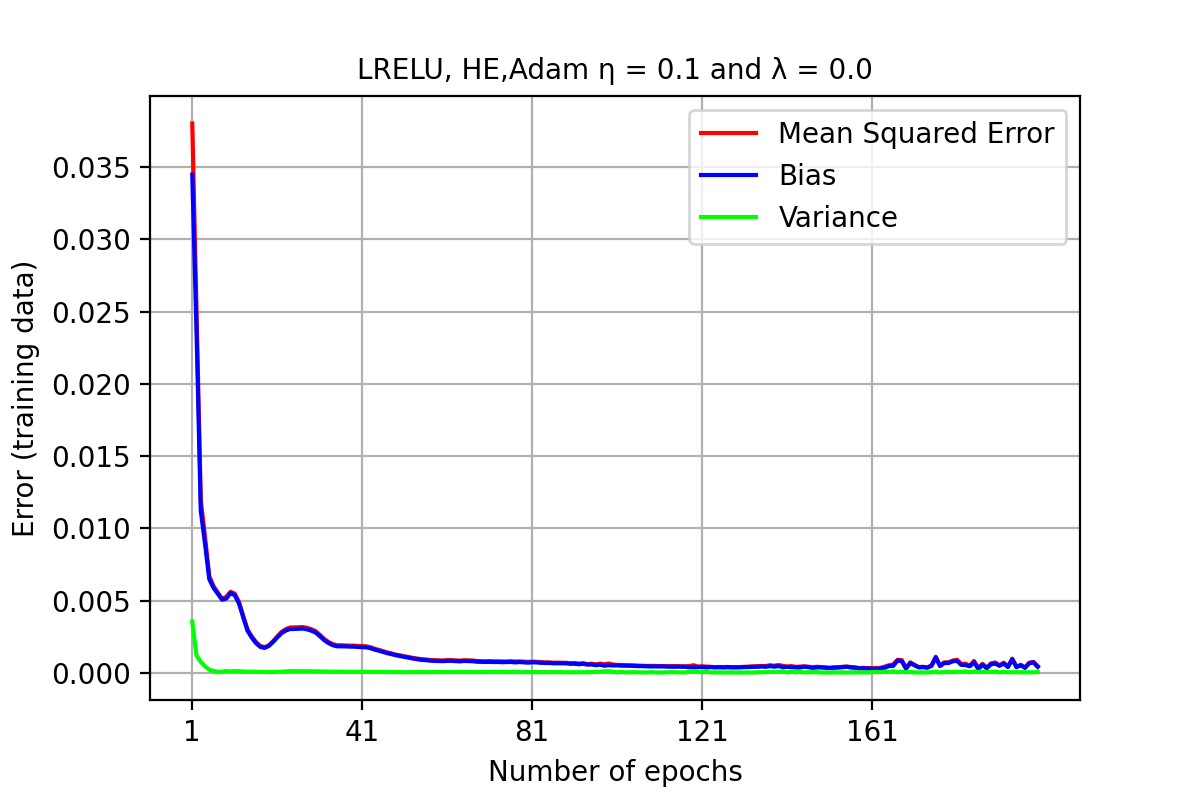 LRELU, HE,Adam η = 0.1 and λ = 0.0
Mean Squared Error
Bias
Variance
Error (training data)
0.035
0.030
0.025
0.020
0.015
0.010
0.005
0.000
1 41 81 121 161
Number of epochs